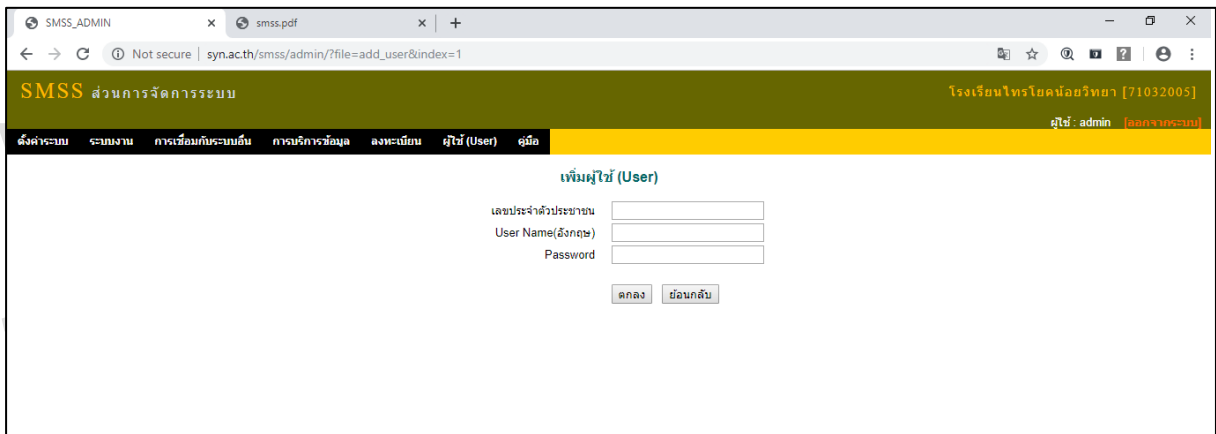 SMSS_ADMIN
smss.pdf
Not secure | syn.ac.th/smss/admin/?file=add_user&index=1
SMSS ส่วนการจัดการระบบ
โรงเรียนไทรโยคน้อยวิทยา [71032005]
ผู้ใช้ : admin [ออกจากระบบ]
ตั้งค่าระบบ ระบบงาน การเชื่อมกับระบบอื่น การบริการข้อมูล ลงทะเบียน ผู้ใช้ (User) คู่มือ
เพิ่มผู้ใช้ (User)
เลขประจำตัวประชาชน
User Name(อังกฤษ)
Password
ตกลง ย้อนกลับ